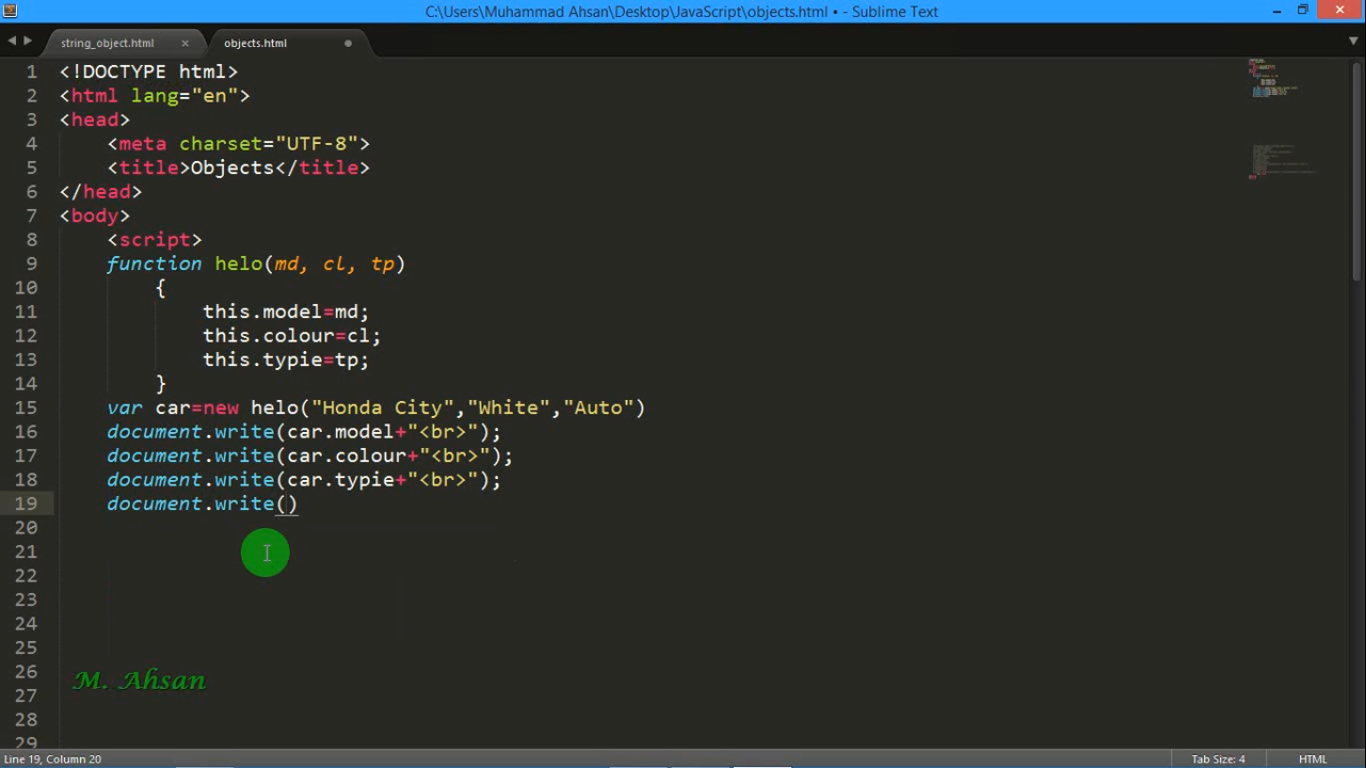 C:\Users\Muhammad Ahsan\Desktop\JavaScript\objects.html • - Sublime Text
string_object.html × objects.html
1 <!DOCTYPE html>
2 <html lang="en">
3 <head>
4 <meta charset="UTF-8">
5 <title>Objects</title>
6 </head>
7 <body>
8 <script>
9 function helo(md, cl, tp)
10 {
11 this.model=md;
12 this.colour=cl;
13 this.typie=tp;
14 }
15 var car=new helo("Honda City","White","Auto")
16 document.write(car.model+"<br>");
17 document.write(car.colour+"<br>");
18 document.write(car.typie+"<br>");
19 document.write()
20
21
22
23
24
25
26
M. Ahsan
27
28
29
Line 19, Column 20 Tab Size: 4 HTML